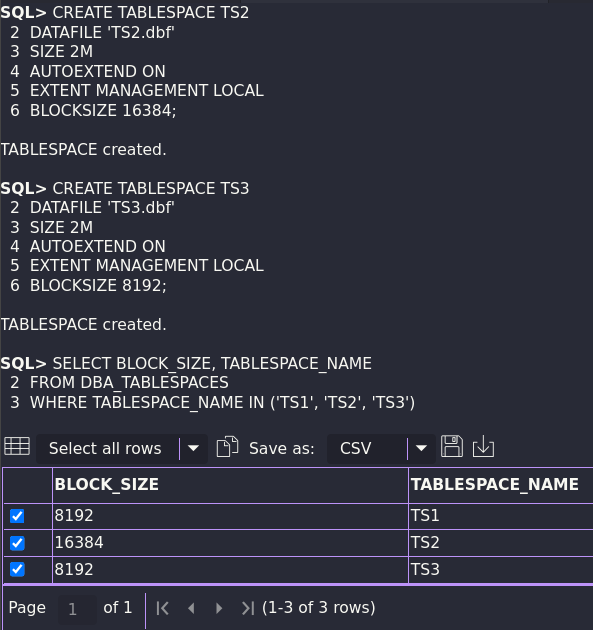 SQL> CREATE TABLESPACE TS2
2 DATAFILE 'TS2.dbf'
3 SIZE 2M
4 AUTOEXTEND ON
5 EXTENT MANAGEMENT LOCAL
6 BLOCKSIZE 16384;
TABLESPACE created.
SQL> CREATE TABLESPACE TS3
2 DATAFILE 'TS3.dbf'
3 SIZE 2M
4 AUTOEXTEND ON
5 EXTENT MANAGEMENT LOCAL
6 BLOCKSIZE 8192;
TABLESPACE created.
SQL> SELECT BLOCK_SIZE, TABLESPACE_NAME
2 FROM DBA_TABLESPACES
3 WHERE TABLESPACE_NAME IN ('TS1', 'TS2', 'TS3')
Select all rows Save as: CSV
BLOCK_SIZE TABLESPACE_NAME
8192 TS1
16384 TS2
8192 TS3
Page 1 of 1 (1-3 of 3 rows)